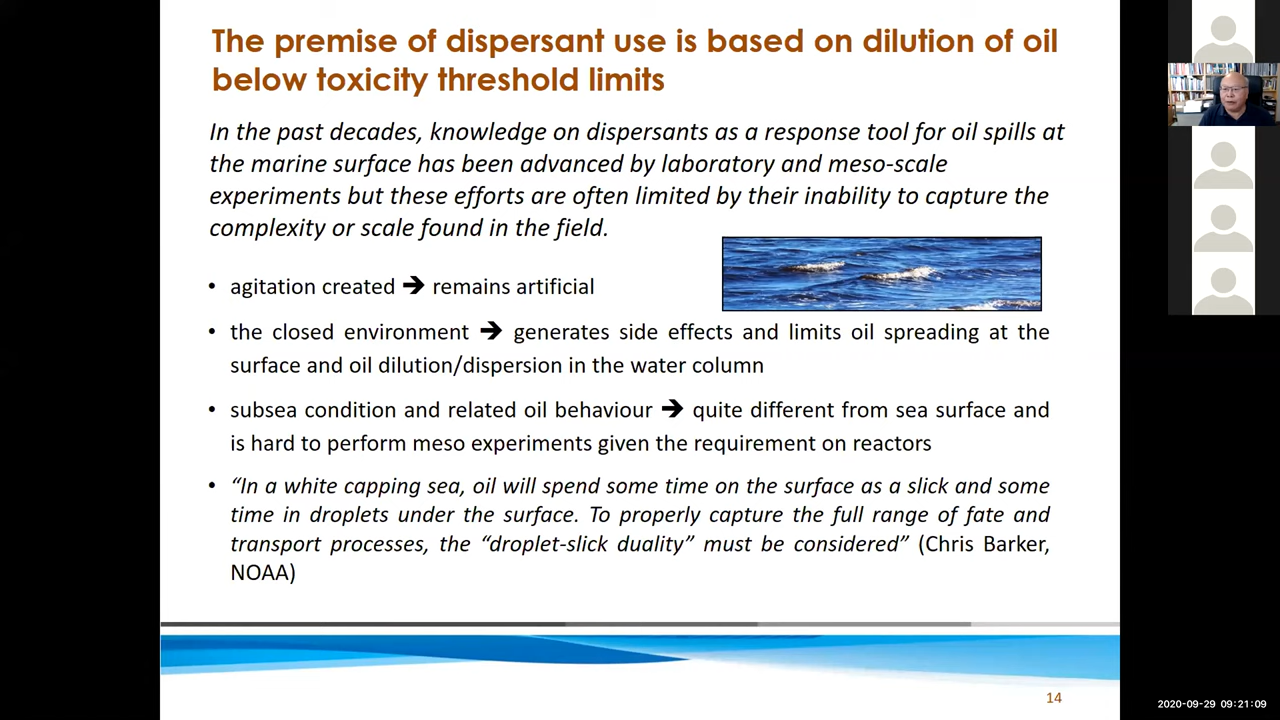 The premise of dispersant use is based on dilution of oil
below toxicity threshold limits
In the past decades, knowledge on dispersants as a response tool for oil spills at
the marine surface has been advanced by laboratory and meso-scale
experiments but these efforts are often limited by their inability to capture the
complexity or scale found in the field.
• agitation created ➔ remains artificial
• the closed environment ➔ generates side effects and limits oil spreading at the
surface and oil dilution/dispersion in the water column
• subsea condition and related oil behaviour ➔ quite different from sea surface and
is hard to perform meso experiments given the requirement on reactors
• “In a white capping sea, oil will spend some time on the surface as a slick and some
time in droplets under the surface. To properly capture the full range of fate and
transport processes, the “droplet-slick duality” must be considered” (Chris Barker,
NOAA)
14
2020-09-29 09:21:09